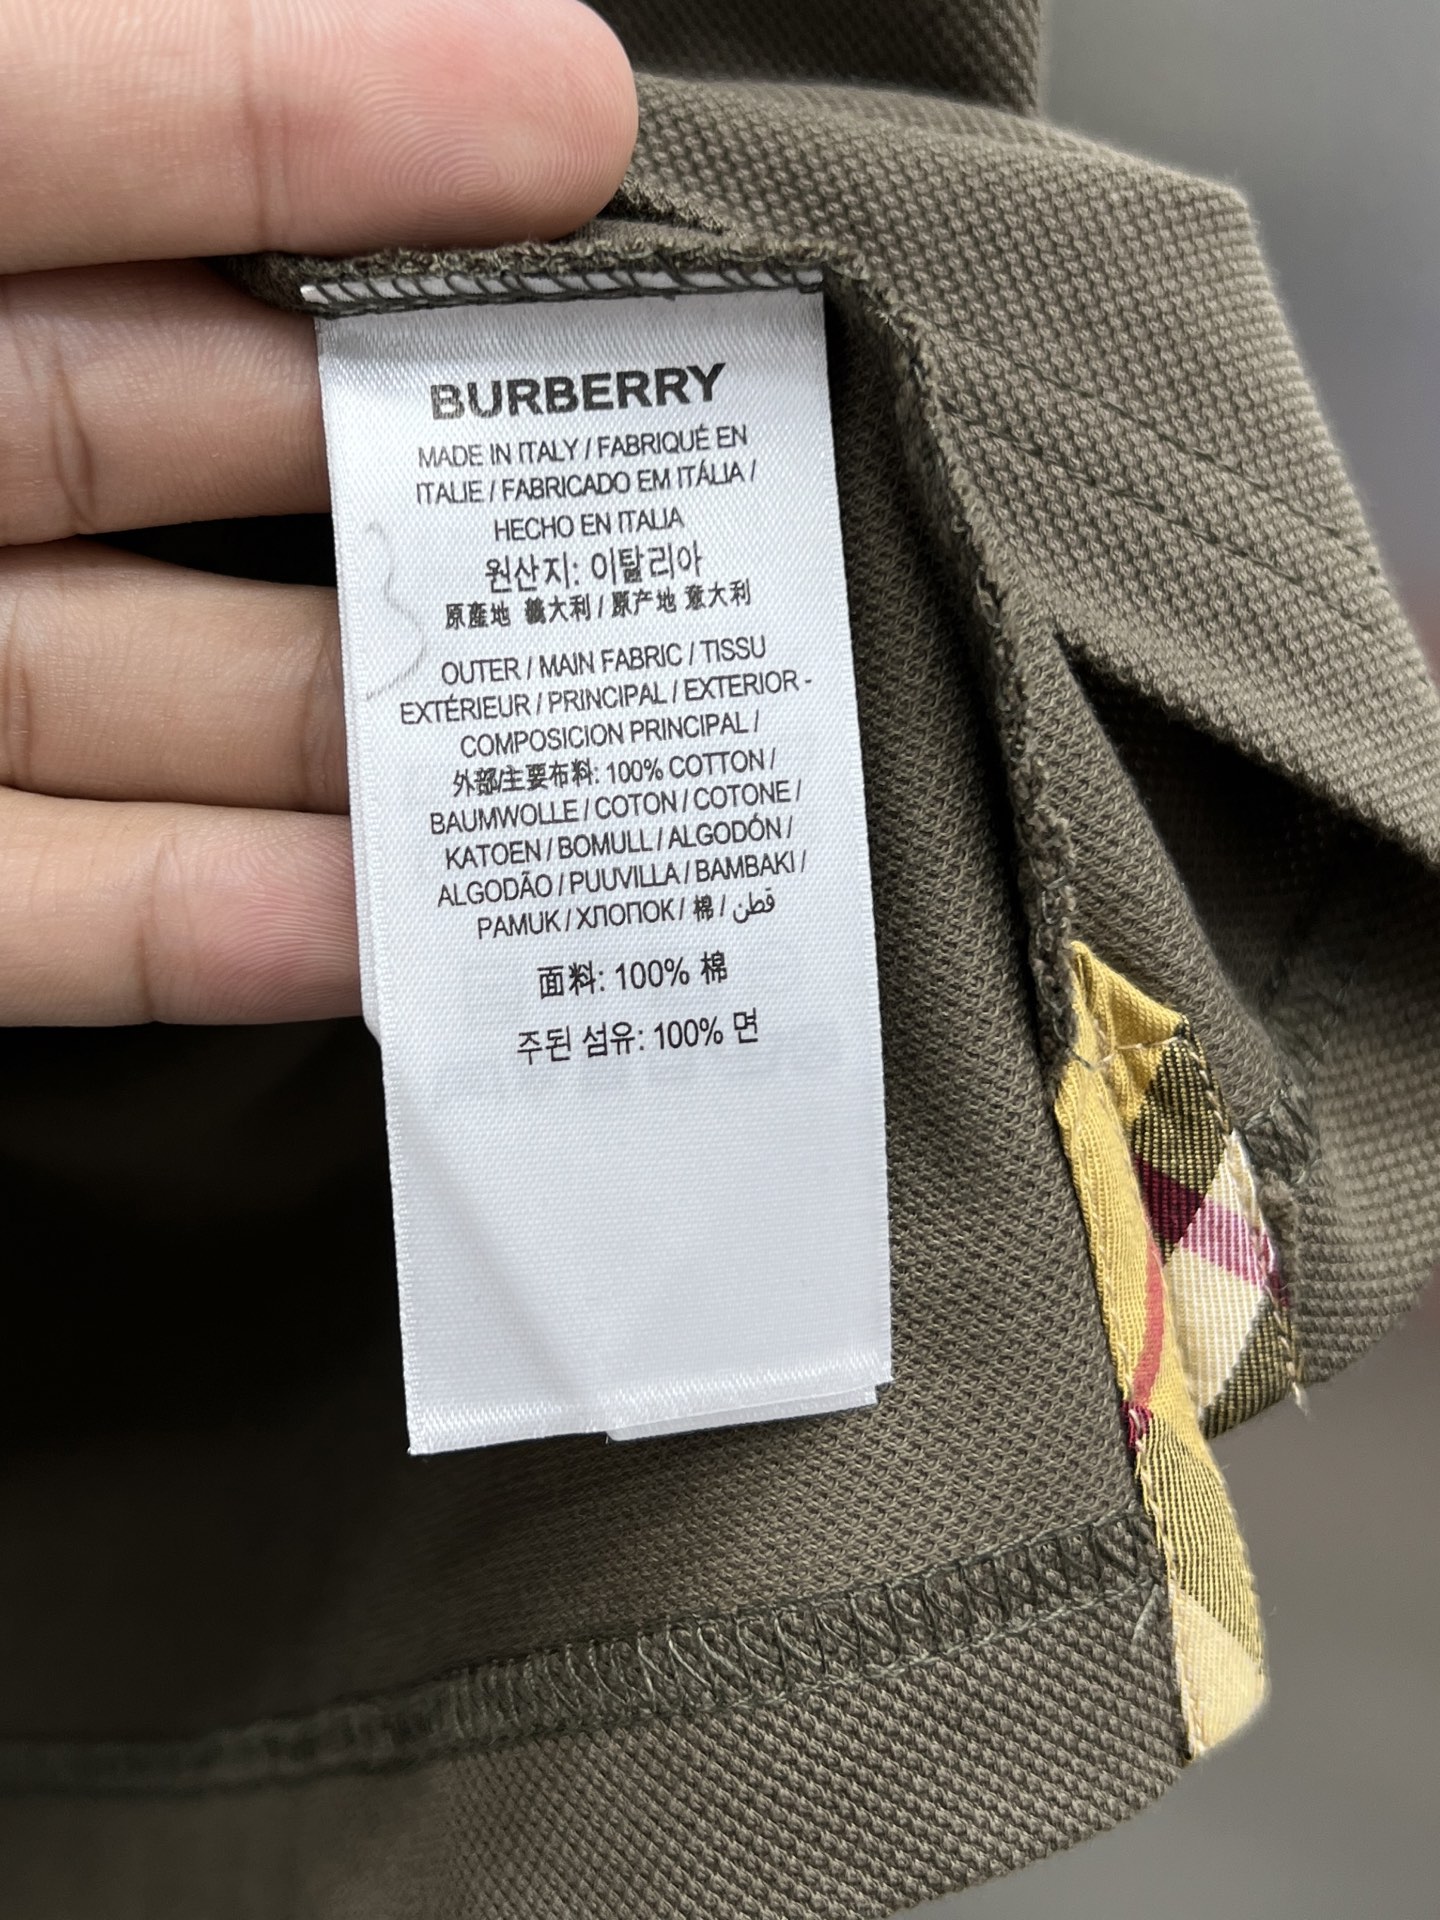 BURBERRY
MADE IN ITALY / FABRIQUÉ EN
ITALIE / FABRICADO EM ITÁLIA /
HECHO EN ITALIA
원산지: 이탈리아
原產地 義大利 / 原产地 意大利
OUTER / MAIN FABRIC / TISSU
EXTÉRIEUR / PRINCIPAL / EXTERIOR -
COMPOSICION PRINCIPAL /
外部/主要布料: 100% COTTON /
BAUMWOLLE / COTON / COTONE /
KATOEN / BOMULL / ALGODÓN /
ALGODÃO / PUUVILLA / BAMBAKI /
PAMUK / ХЛОПОК / 棉 / قطن
面料: 100% 棉
주된 섬유: 100% 면